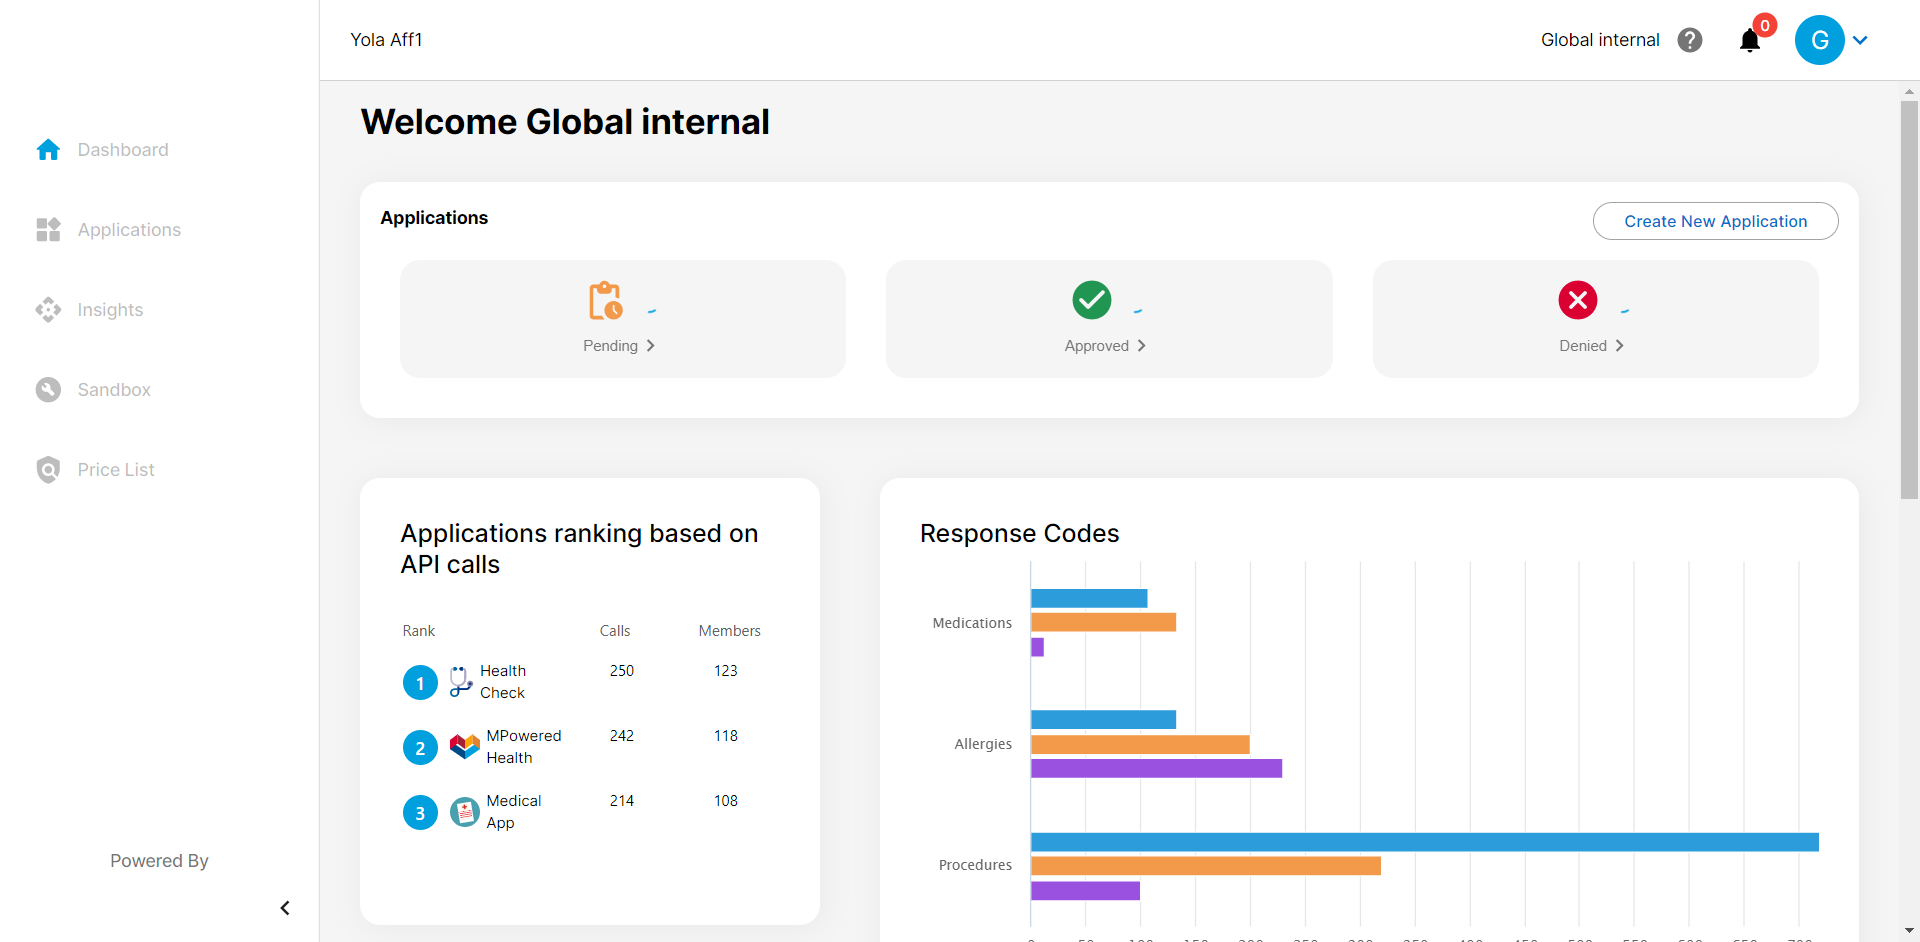 Yola Aff1
Global internal
0
G
Dashboard
Applications
Insights
Sandbox
Price List
Powered By
Welcome Global internal
Applications
Create New Application
Pending
Approved
Denied
Applications ranking based on
API calls
Rank Calls Members
1 Health Check 250 123
2 MPowered Health 242 118
3 Medical App 214 108
Response Codes
Medications
Allergies
Procedures